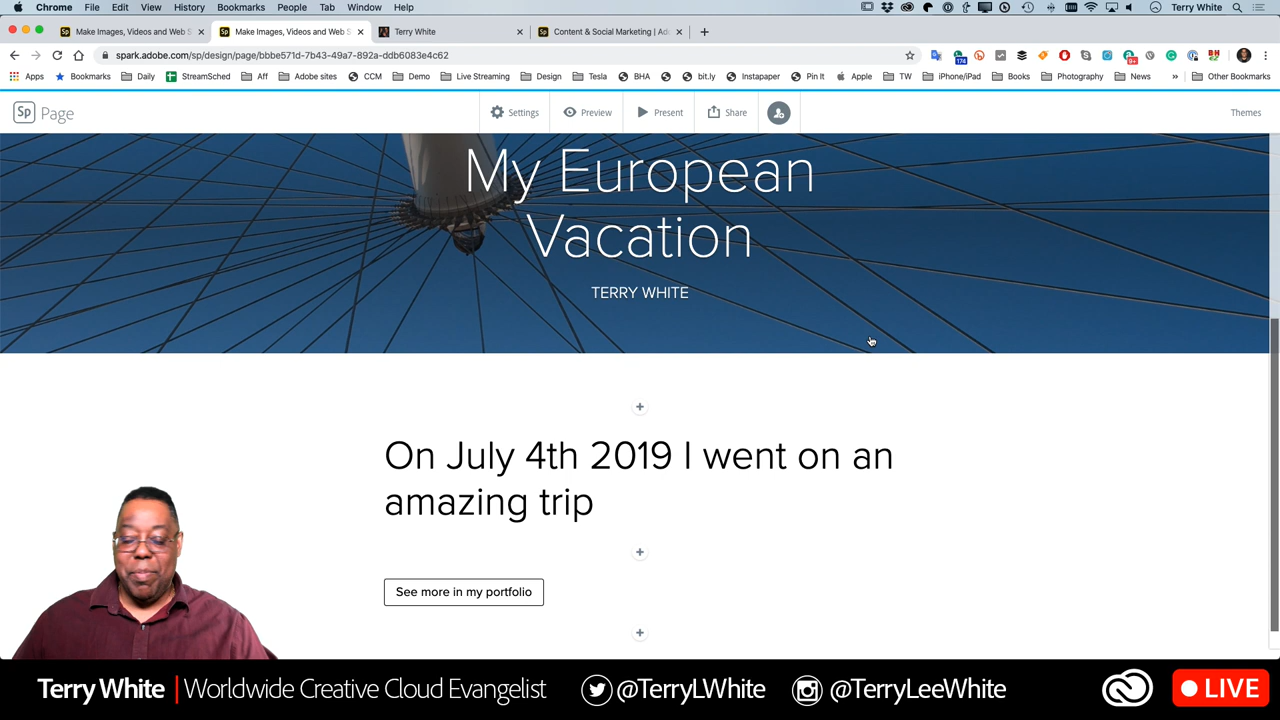 Chrome File Edit View History Bookmarks People Tab Window Help Terry White
Make Images, Videos and Web S Make Images, Videos and Web S Terry White Content & Social Marketing | Ad
spark.adobe.com/sp/design/page/bbbe571d-7b43-49a7-892a-ddb6083e4c62
174 9+
Apps Bookmarks Daily StreamSched Aff Adobe sites CCM Demo Live Streaming Design Tesla BHA bit.ly Instapaper Pin It Apple TW iPhone/iPad Books Photography News » Other Bookmarks
Sp Page Settings Preview Present Share Themes
My European
Vacation
TERRY WHITE
On July 4th 2019 I went on an
amazing trip
See more in my portfolio
Terry White | Worldwide Creative Cloud Evangelist @TerryLWhite @TerryLeeWhite LIVE